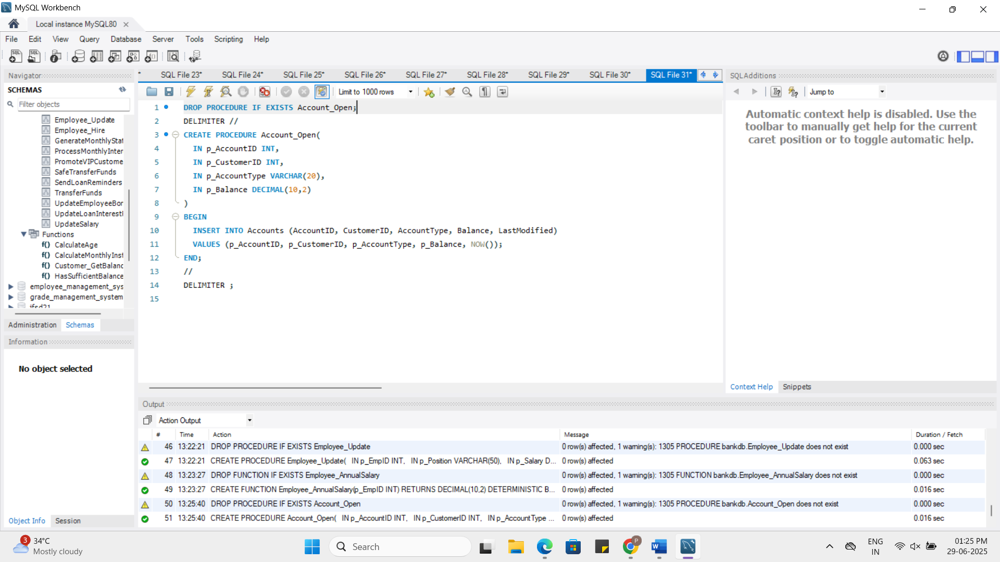 MySQL Workbench
Local instance MySQL80
File Edit View Query Database Server Tools Scripting Help
Navigator
SCHEMAS
Filter objects
Employee_Update
Employee_Hire
GenerateMonthlyStat
ProcessMonthlyInter
PromoteVIPCustome
SafeTransferFunds
SendLoanReminders
TransferFunds
UpdateEmployeeBon
UpdateLoanInterestI
UpdateSalary
Functions
f() CalculateAge
f() CalculateMonthlyInst
f() Customer_GetBalanc
f() HasSufficientBalance
employee_management_sys
grade_management_system
jfsd21
Administration Schemas
Information
No object selected
Object Info Session
* SQL File 23* SQL File 24* SQL File 25* SQL File 26* SQL File 27* SQL File 28* SQL File 29* SQL File 30* SQL File 31*
Limit to 1000 rows
1 DROP PROCEDURE IF EXISTS Account_Open;
2 DELIMITER //
3 CREATE PROCEDURE Account_Open(
4 IN p_AccountID INT,
5 IN p_CustomerID INT,
6 IN p_AccountType VARCHAR(20),
7 IN p_Balance DECIMAL(10,2)
8 )
9 BEGIN
10 INSERT INTO Accounts (AccountID, CustomerID, AccountType, Balance, LastModified)
11 VALUES (p_AccountID, p_CustomerID, p_AccountType, p_Balance, NOW());
12 END;
13 //
14 DELIMITER ;
15
SQLAdditions
Jump to
Automatic context help is disabled. Use the
toolbar to manually get help for the current
caret position or to toggle automatic help.
Context Help Snippets
Output
Action Output
# Time Action Message Duration / Fetch
46 13:22:21 DROP PROCEDURE IF EXISTS Employee_Update 0 row(s) affected, 1 warning(s): 1305 PROCEDURE bankdb.Employee_Update does not exist 0.000 sec
47 13:22:21 CREATE PROCEDURE Employee_Update( IN p_EmpID INT, IN p_Position VARCHAR(50), IN p_Salary D... 0 row(s) affected 0.063 sec
48 13:23:27 DROP FUNCTION IF EXISTS Employee_AnnualSalary 0 row(s) affected, 1 warning(s): 1305 FUNCTION bankdb.Employee_AnnualSalary does not exist 0.000 sec
49 13:23:27 CREATE FUNCTION Employee_AnnualSalary(p_EmpID INT) RETURNS DECIMAL(10,2) DETERMINISTIC B... 0 row(s) affected 0.016 sec
50 13:25:40 DROP PROCEDURE IF EXISTS Account_Open 0 row(s) affected, 1 warning(s): 1305 PROCEDURE bankdb.Account_Open does not exist 0.000 sec
51 13:25:40 CREATE PROCEDURE Account_Open( IN p_AccountID INT, IN p_CustomerID INT, IN p_AccountType ... 0 row(s) affected 0.016 sec
3
34°C
Mostly cloudy
Search
ENG
IN
01:25 PM
29-06-2025